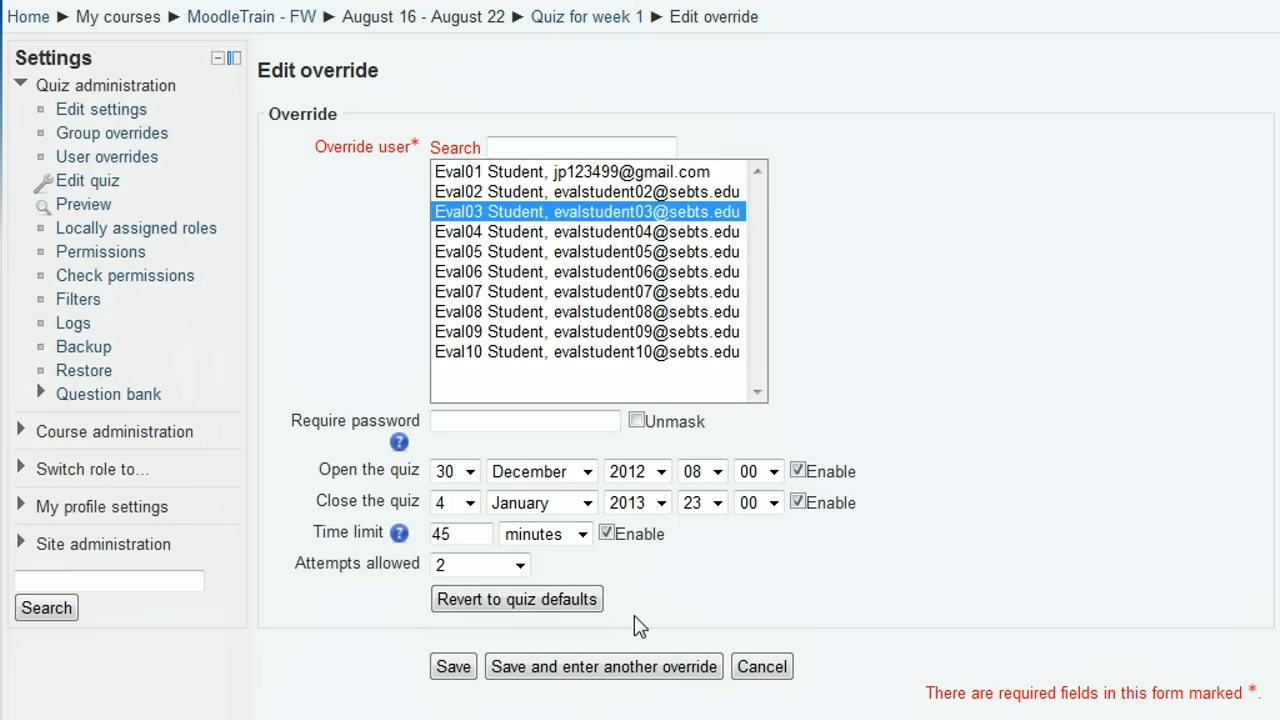 Home ► My courses ► MoodleTrain - FW ► August 16 - August 22 ► Quiz for week 1 ► Edit override
Settings
Quiz administration
Edit settings
Group overrides
User overrides
Edit quiz
Preview
Locally assigned roles
Permissions
Check permissions
Filters
Logs
Backup
Restore
Question bank
Course administration
Switch role to...
My profile settings
Site administration
Search
Edit override
Override
Override user* Search
Eval01 Student, jp123499@gmail.com
Eval02 Student, evalstudent02@sebts.edu
Eval03 Student, evalstudent03@sebts.edu
Eval04 Student, evalstudent04@sebts.edu
Eval05 Student, evalstudent05@sebts.edu
Eval06 Student, evalstudent06@sebts.edu
Eval07 Student, evalstudent07@sebts.edu
Eval08 Student, evalstudent08@sebts.edu
Eval09 Student, evalstudent09@sebts.edu
Eval10 Student, evalstudent10@sebts.edu
Require password Unmask
?
Open the quiz 30 December 2012 08 00 Enable
Close the quiz 4 January 2013 23 00 Enable
Time limit ? 45 minutes Enable
Attempts allowed 2
Revert to quiz defaults
Save Save and enter another override Cancel
There are required fields in this form marked *.